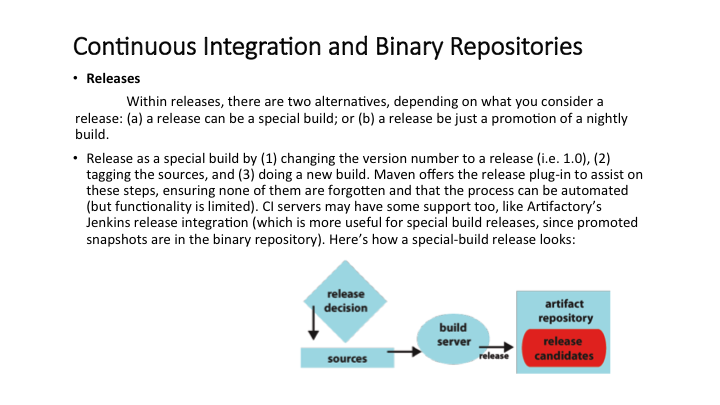 Continuous Integration and Binary Repositories
• Releases
Within releases, there are two alternatives, depending on what you consider a
release: (a) a release can be a special build; or (b) a release be just a promotion of a nightly
build.
• Release as a special build by (1) changing the version number to a release (i.e. 1.0), (2)
tagging the sources, and (3) doing a new build. Maven offers the release plug-in to assist on
these steps, ensuring none of them are forgotten and that the process can be automated
(but functionality is limited). CI servers may have some support too, like Artifactory’s
Jenkins release integration (which is more useful for special build releases, since promoted
snapshots are in the binary repository). Here’s how a special-build release looks:
release
decision
sources
build
server
release
artifact
repository
release
candidates